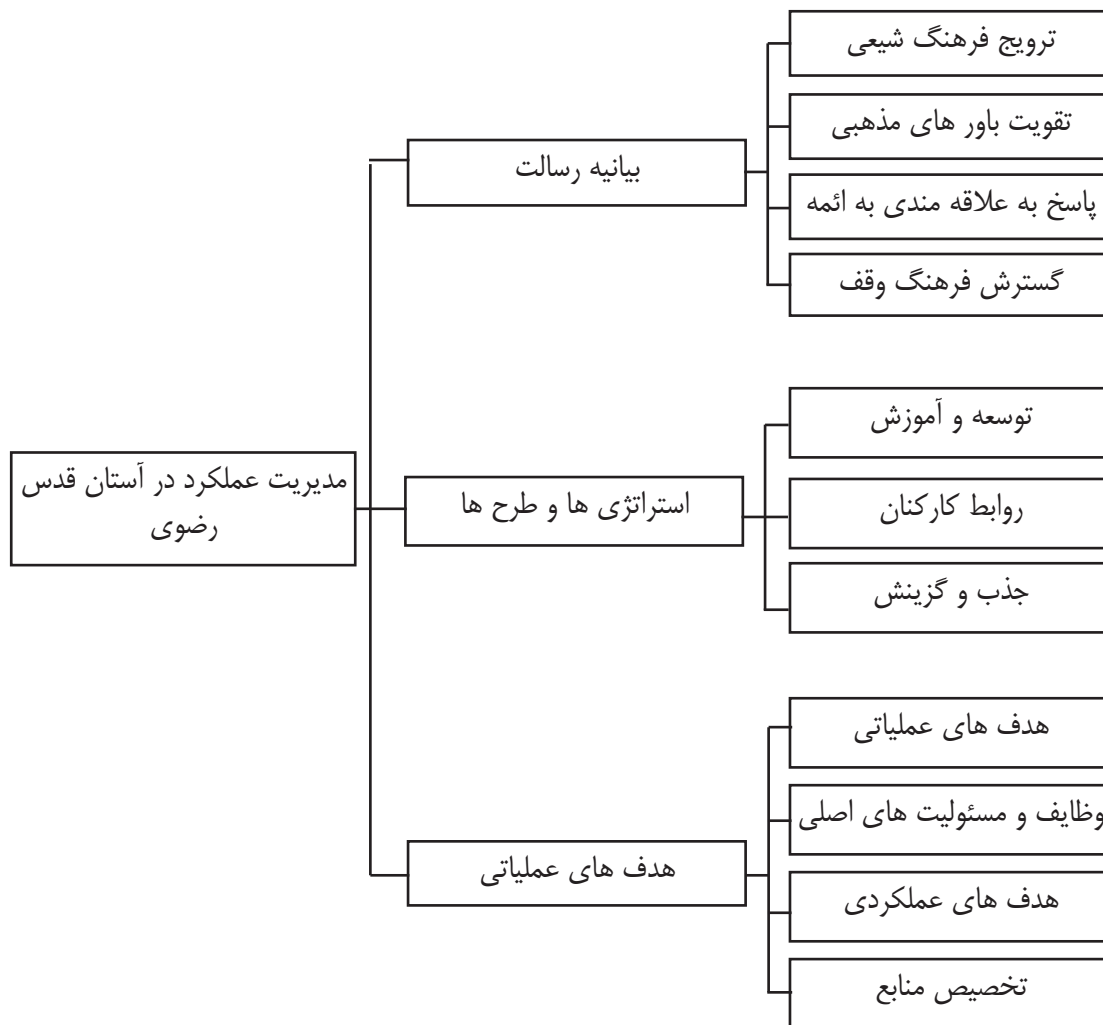 مدیریت عملکرد در آستان قدس
رضوی
بیانیه رسالت
ترویج فرهنگ شیعی
تقویت باور های مذهبی
پاسخ به علاقه مندی به ائمه
گسترش فرهنگ وقف
استراتژی ها و طرح ها
توسعه و آموزش
روابط کارکنان
جذب و گزینش
هدف های عملیاتی
هدف های عملیاتی
وظایف و مسئولیت های اصلی
هدف های عملکردی
تخصیص منابع